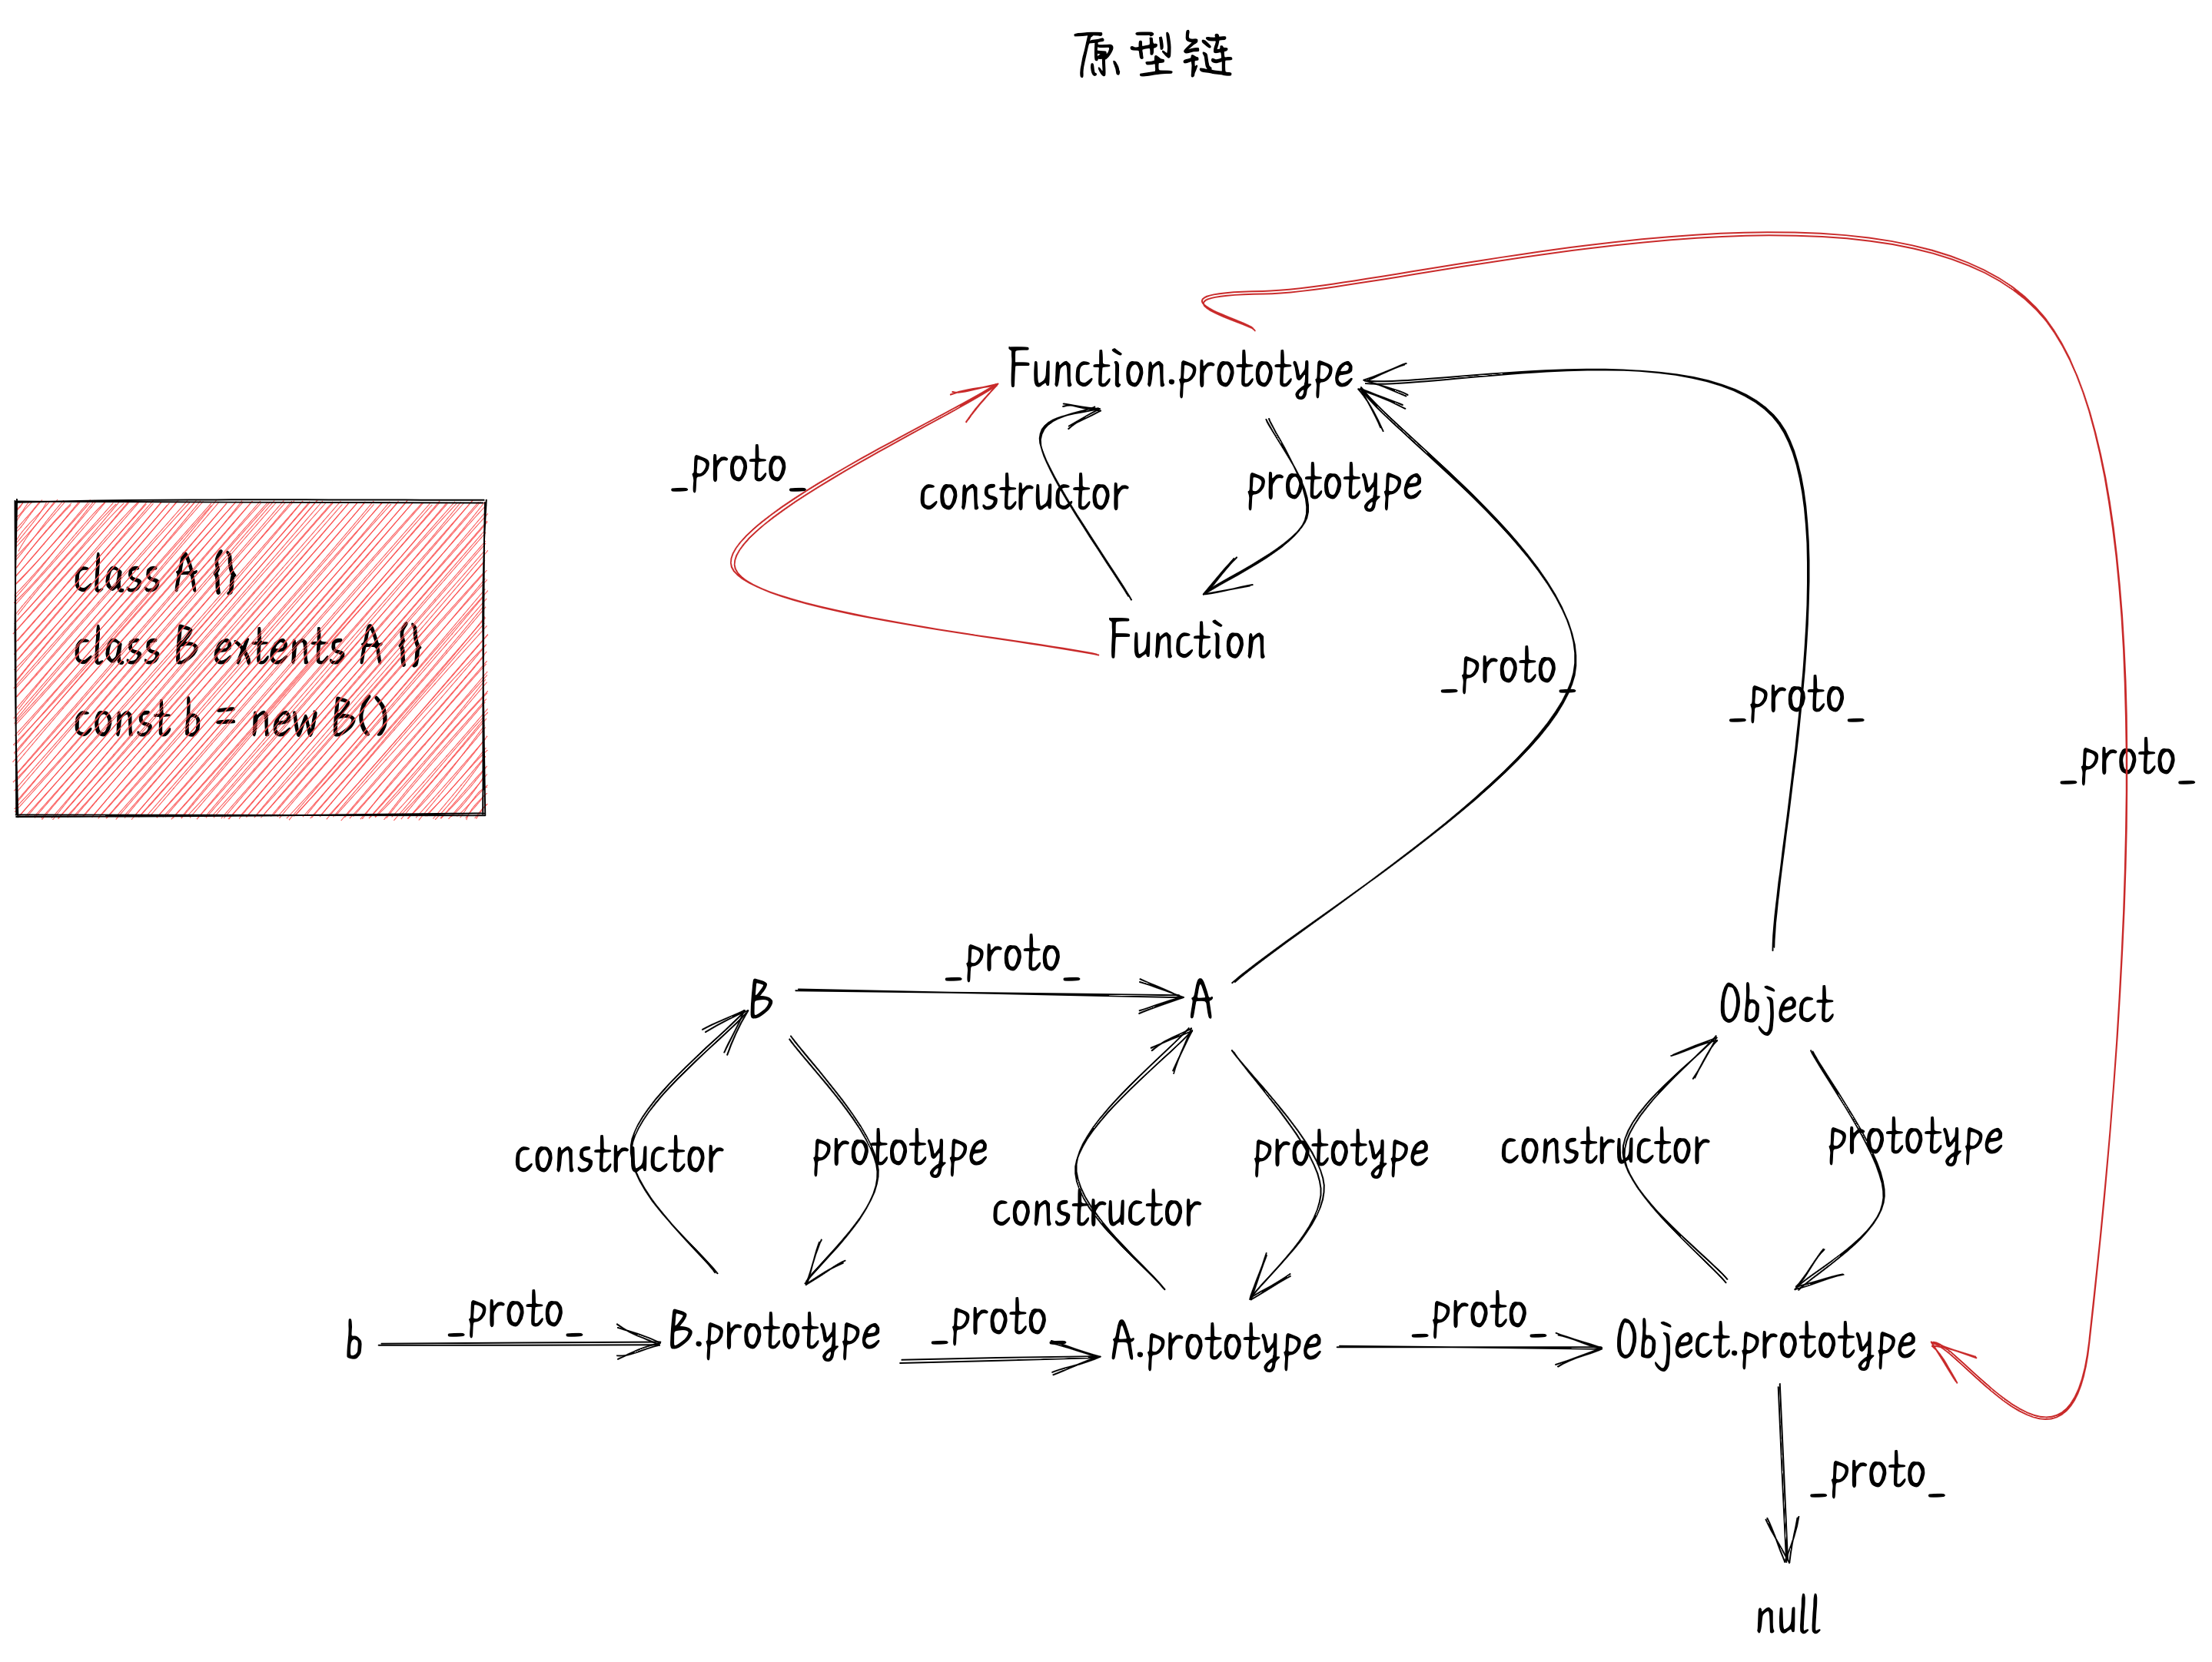 原型链
Function.prototype
_proto_
constructor
prototype
class A {}
class B extents A {}
const b = new B()
Function
_proto_
_proto_
_proto_
_proto_
B
A
Object
constructor
prototype
constructor
prototype
constructor
prototype
b
_proto_
B.prototype
_proto_
A.prototype
_proto_
Object.prototype
_proto_
null